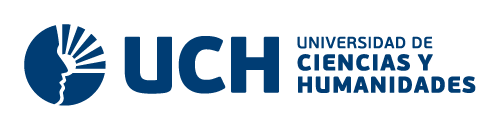 UCH
UNIVERSIDAD DE
CIENCIAS Y
HUMANIDADES